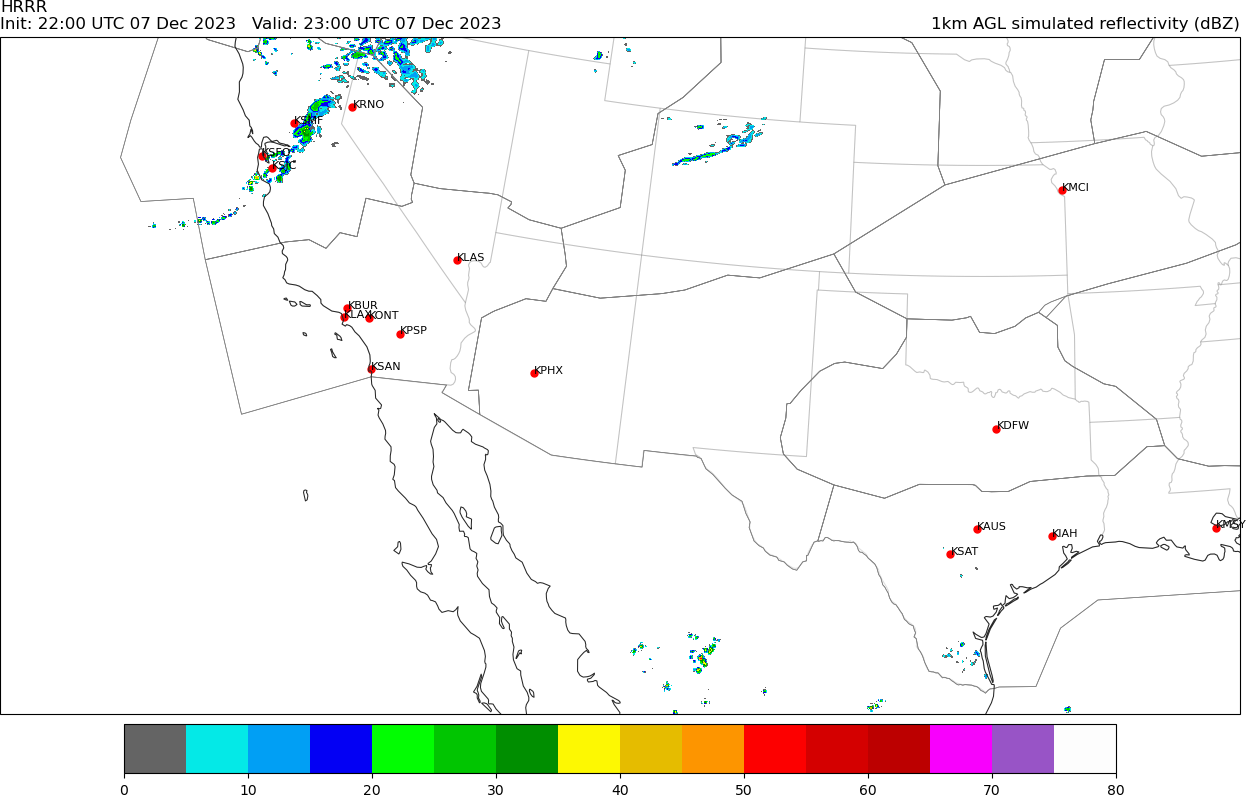 HRRR
Init: 22:00 UTC 07 Dec 2023   Valid: 23:00 UTC 07 Dec 2023
1km AGL simulated reflectivity (dBZ)
KRNO
KSMF
KSFO
KSJC
KMCI
KLAS
KBUR
KLAX
KONT
KPSP
KSAN
KPHX
KDFW
KAUS
KIAH
KMSY
KSAT
0 10 20 30 40 50 60 70 80